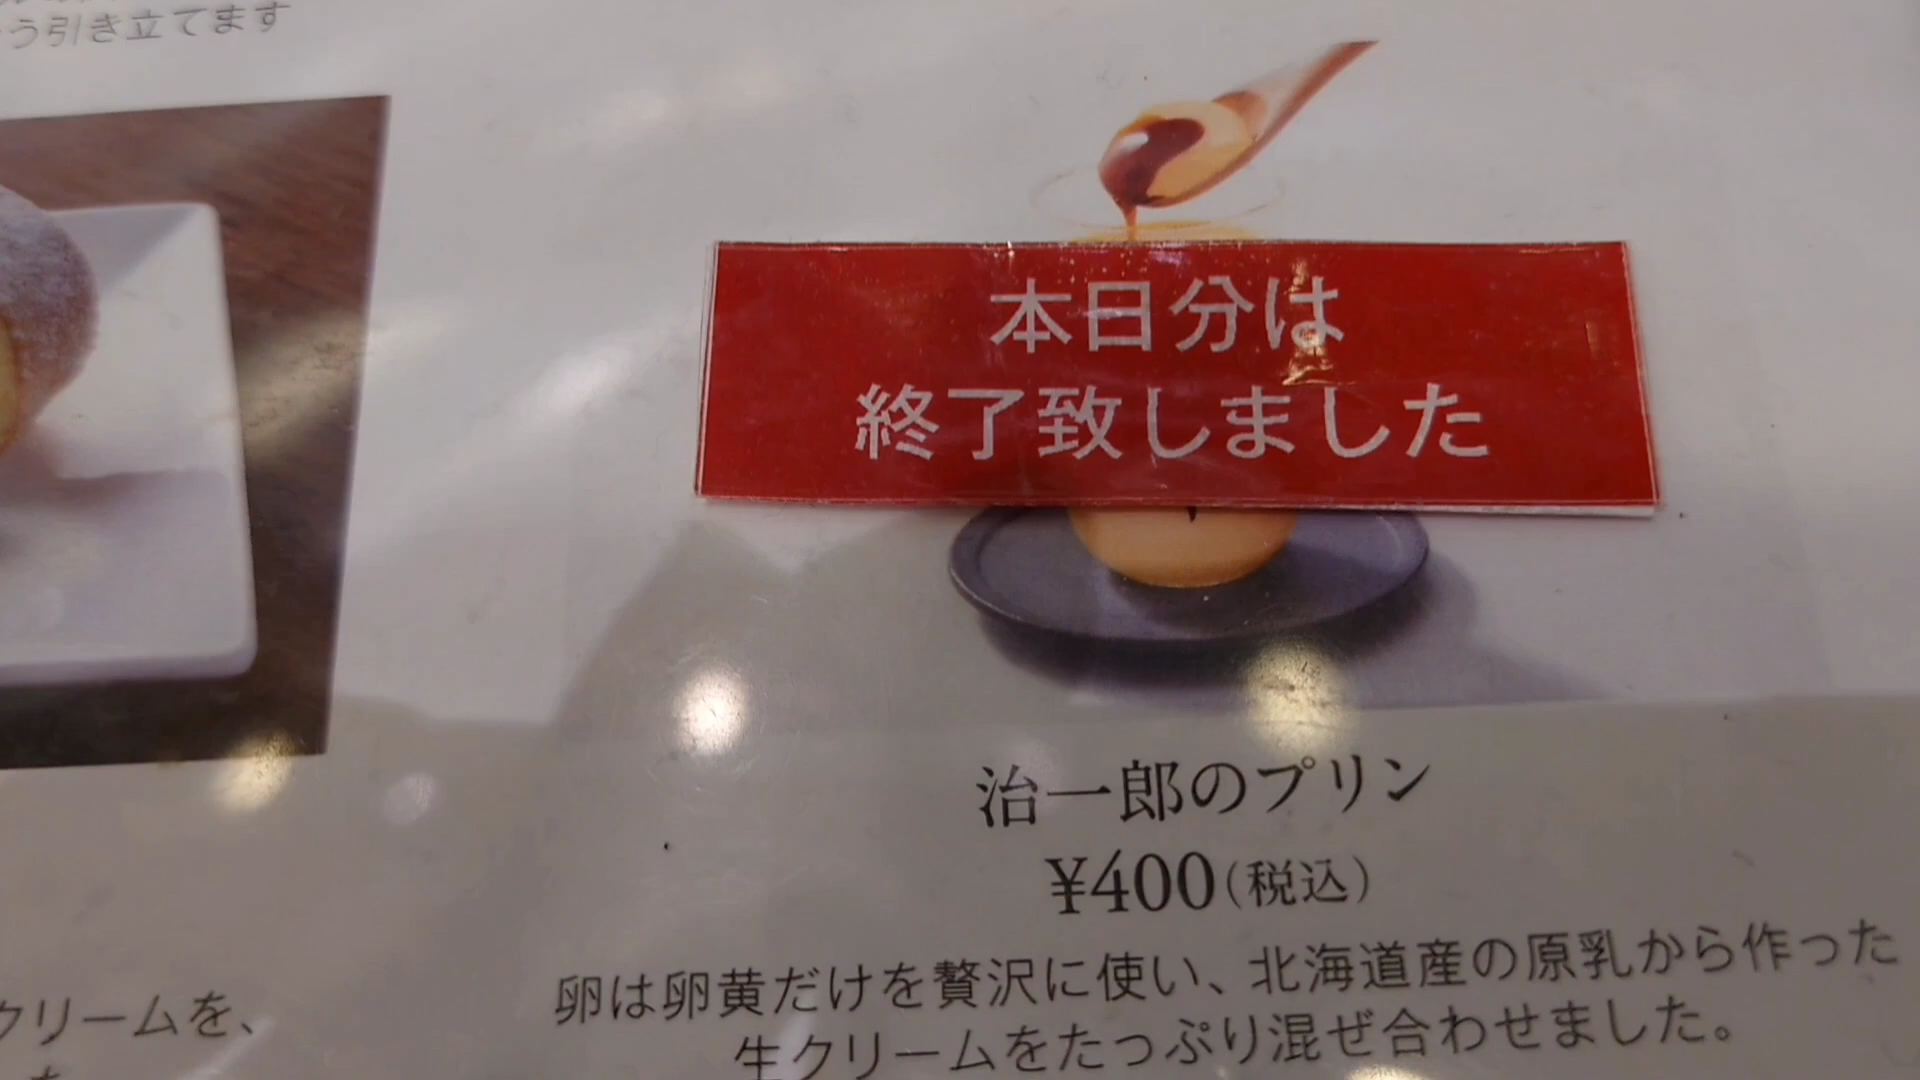 う引き立てます
本日分は
終了致しました
治一郎のプリン
¥400(税込)
卵は卵黄だけを贅沢に使い、北海道産の原乳から作った
生クリームをたっぷり混ぜ合わせました。
クリームを、